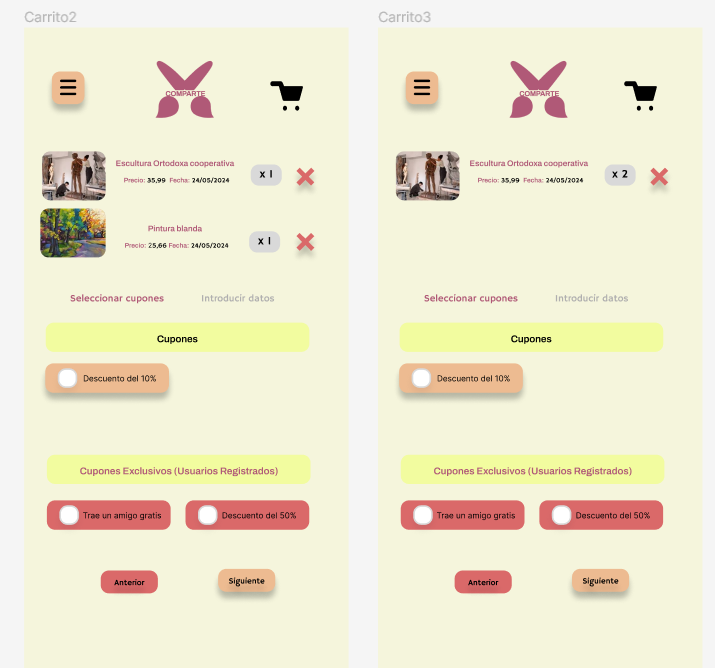 Carrito2
COMPARTE
Escultura Ortodoxa cooperativa
Precio: 35,99 Fecha: 24/05/2024
x 1
Pintura blanda
Precio: 25,66 Fecha: 24/05/2024
x 1
Seleccionar cupones
Introducir datos
Cupones
Descuento del 10%
Cupones Exclusivos (Usuarios Registrados)
Trae un amigo gratis
Descuento del 50%
Anterior
Siguiente
Carrito3
COMPARTE
Escultura Ortodoxa cooperativa
Precio: 35,99 Fecha: 24/05/2024
x 2
Seleccionar cupones
Introducir datos
Cupones
Descuento del 10%
Cupones Exclusivos (Usuarios Registrados)
Trae un amigo gratis
Descuento del 50%
Anterior
Siguiente